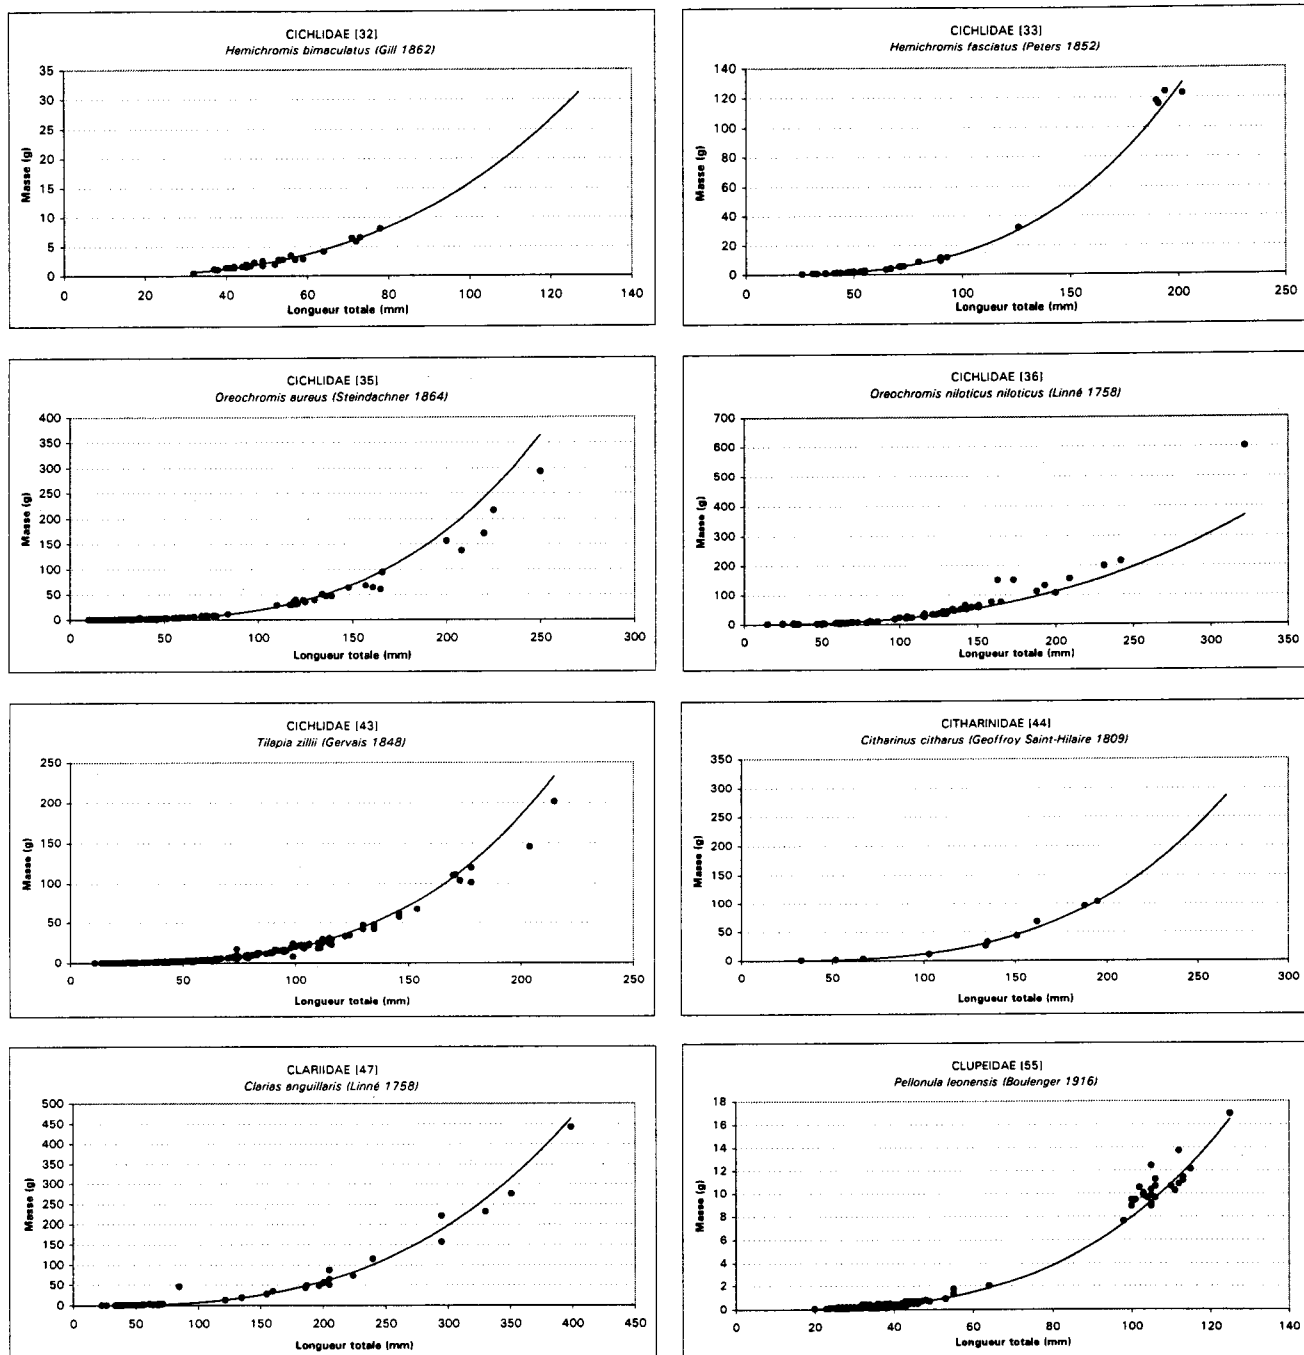 CICHLIDAE [32]
Hemichromis bimaculatus (Gill 1862)
35
30
25
20
15
10
5
0
Masse (g)
0 20 40 60 80 100 120 140
Longueur totale (mm)
CICHLIDAE [33]
Hemichromis fasciatus (Peters 1852)
140
120
100
80
60
40
20
0
Masse (g)
0 50 100 150 200 250
Longueur totale (mm)
CICHLIDAE [35]
Oreochromis aureus (Steindachner 1864)
400
350
300
250
200
150
100
50
0
Masse (g)
0 50 100 150 200 250 300
Longueur totale (mm)
CICHLIDAE [36]
Oreochromis niloticus niloticus (Linné 1758)
700
600
500
400
300
200
100
0
Masse (g)
0 50 100 150 200 250 300 350
Longueur totale (mm)
CICHLIDAE [43]
Tilapia zillii (Gervais 1848)
250
200
150
100
50
0
Masse (g)
0 50 100 150 200 250
Longueur totale (mm)
CITHARINIDAE [44]
Citharinus citharus (Geoffroy Saint-Hilaire 1809)
350
300
250
200
150
100
50
0
Masse (g)
0 50 100 150 200 250 300
Longueur totale (mm)
CLARIIDAE [47]
Clarias anguillaris (Linné 1758)
500
450
400
350
300
250
200
150
100
50
0
Masse (g)
0 50 100 150 200 250 300 350 400 450
Longueur totale (mm)
CLUPEIDAE [55]
Pellonula leonensis (Boulenger 1916)
18
16
14
12
10
8
6
4
2
0
Masse (g)
0 20 40 60 80 100 120 140
Longueur totale (mm)